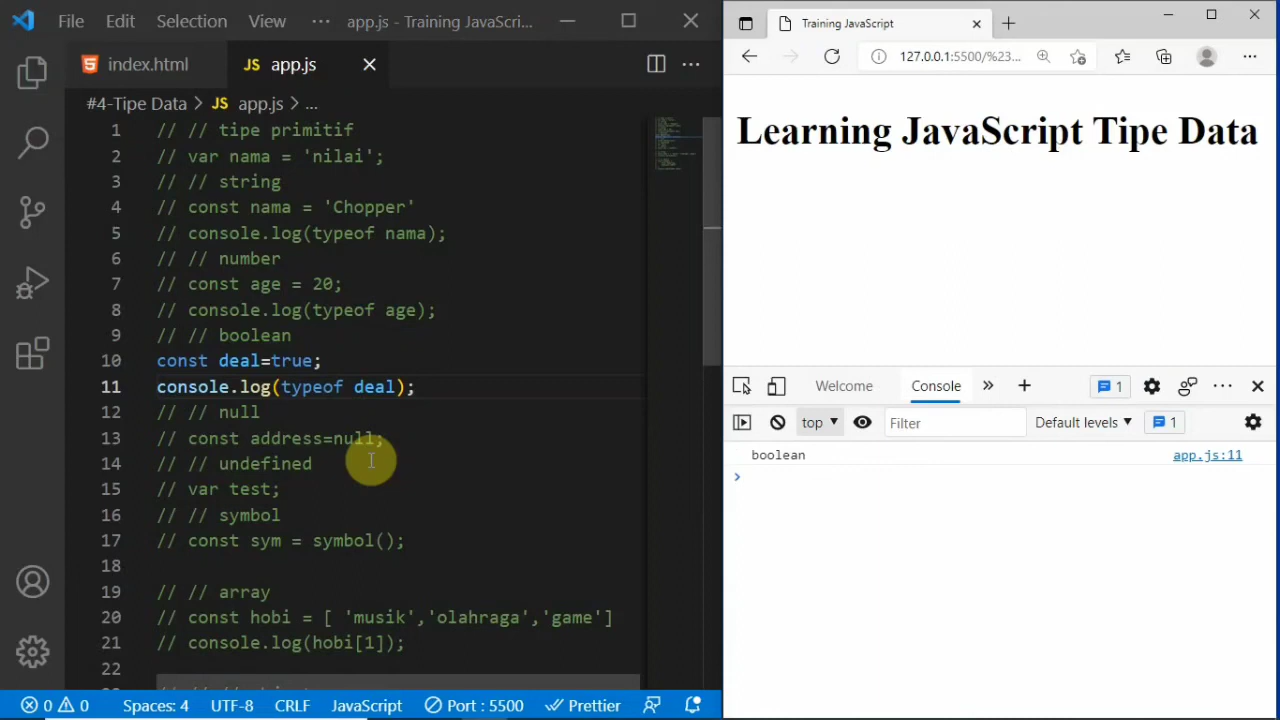 File Edit Selection View ··· app.js - Training JavaScri...
index.html JS app.js
#4-Tipe Data > JS app.js > ...
1 // // tipe primitif
2 // var nama = 'nilai';
3 // // string
4 // const nama = 'Chopper'
5 // console.log(typeof nama);
6 // // number
7 // const age = 20;
8 // console.log(typeof age);
9 // // boolean
10 const deal=true;
11 console.log(typeof deal);
12 // // null
13 // const address=null;
14 // // undefined
15 // var test;
16 // // symbol
17 // const sym = symbol();
18
19 // // array
20 // const hobi = [ 'musik','olahraga','game']
21 // console.log(hobi[1]);
22
0 0 Spaces: 4 UTF-8 CRLF JavaScript Port : 5500 Prettier
Training JavaScript
127.0.0.1:5500/%23...
Learning JavaScript Tipe Data
Welcome Console » + 1
top Filter Default levels 1
boolean app.js:11